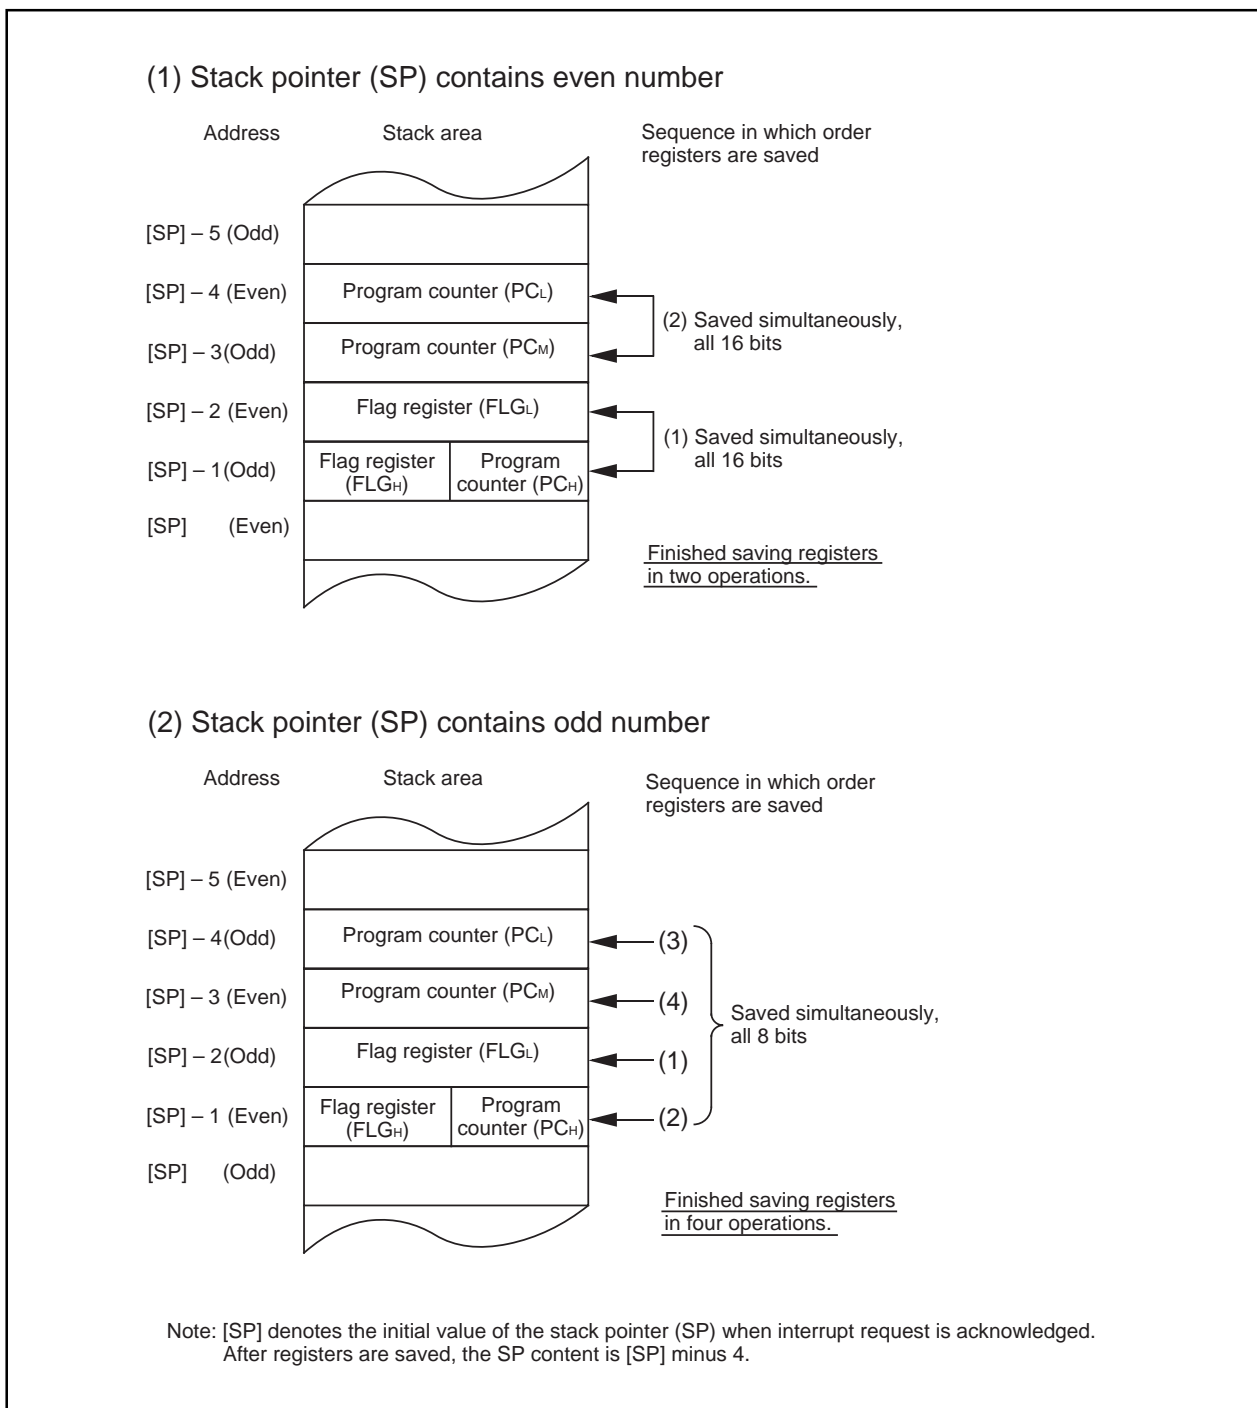 (1) Stack pointer (SP) contains even number
Address
Stack area
Sequence in which order
registers are saved
[SP] – 5 (Odd)
[SP] – 4 (Even)
Program counter (PCL)
[SP] – 3(Odd)
Program counter (PCM)
(2) Saved simultaneously,
all 16 bits
[SP] – 2 (Even)
Flag register (FLGL)
[SP] – 1(Odd)
Flag register
(FLGH)
Program
counter (PCH)
(1) Saved simultaneously,
all 16 bits
[SP] (Even)
Finished saving registers
in two operations.
(2) Stack pointer (SP) contains odd number
Address
Stack area
Sequence in which order
registers are saved
[SP] – 5 (Even)
[SP] – 4(Odd)
Program counter (PCL)
(3)
[SP] – 3 (Even)
Program counter (PCM)
(4)
Saved simultaneously,
all 8 bits
[SP] – 2(Odd)
Flag register (FLGL)
(1)
[SP] – 1 (Even)
Flag register
(FLGH)
Program
counter (PCH)
(2)
[SP] (Odd)
Finished saving registers
in four operations.
Note: [SP] denotes the initial value of the stack pointer (SP) when interrupt request is acknowledged.
After registers are saved, the SP content is [SP] minus 4.